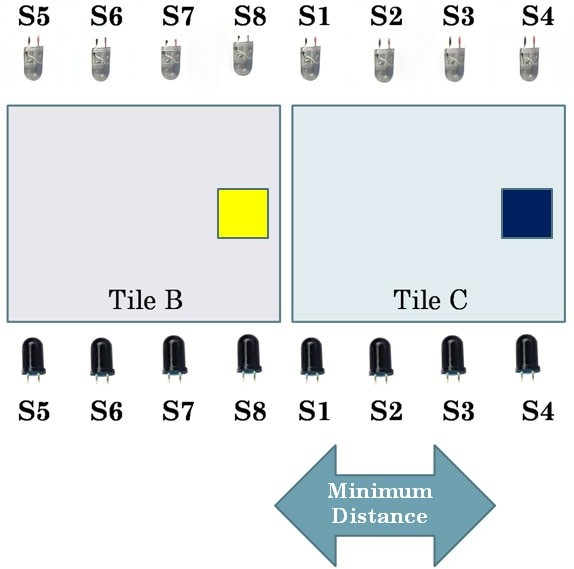 S5 S6 S7 S8 S1 S2 S3 S4
Tile B
Tile C
S5 S6 S7 S8 S1 S2 S3 S4
Minimum
Distance